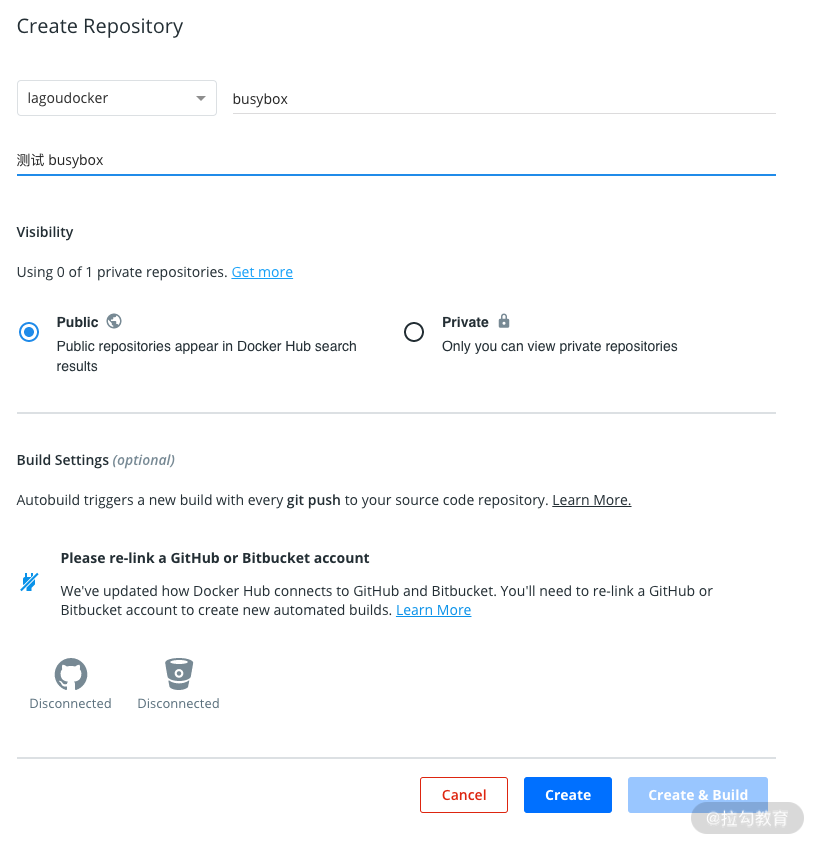 Create Repository
lagoudocker
busybox
测试 busybox
Visibility
Using 0 of 1 private repositories. Get more
Public
Public repositories appear in Docker Hub search
results
Private
Only you can view private repositories
Build Settings (optional)
Autobuild triggers a new build with every git push to your source code repository. Learn More.
Please re-link a GitHub or Bitbucket account
We've updated how Docker Hub connects to GitHub and Bitbucket. You'll need to re-link a GitHub or
Bitbucket account to create new automated builds. Learn More
Disconnected
Disconnected
Cancel
Create
Create & Build
@拉勾教育